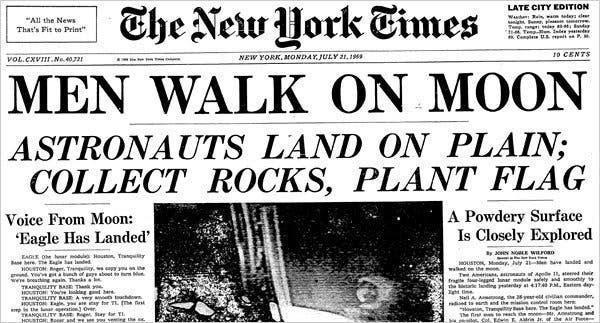 "All the News
That's Fit to Print"
The New York Times
LATE CITY EDITION
Weather: Rain, warm today; clear
tonight. Sunny, pleasant tomorrow.
Temp. range: today 80-66; Sunday
71-66. Temp.-Hum. Index yesterday
69. Complete U.S. report on P. 50.
VOL. CXVIII. No. 40,721
© 1969 The New York Times Company.
NEW YORK, MONDAY, JULY 21, 1969
10 CENTS
MEN WALK ON MOON
ASTRONAUTS LAND ON PLAIN;
COLLECT ROCKS, PLANT FLAG
Voice From Moon:
'Eagle Has Landed'
EAGLE (the lunar module): Houston, Tranquility
Base here. The Eagle has landed.
HOUSTON: Roger, Tranquility, we copy you on the
ground. You've got a bunch of guys about to turn blue.
We're breathing again. Thanks a lot.
TRANQUILITY BASE: Thank you.
HOUSTON: You're looking good here.
TRANQUILITY BASE: A very smooth touchdown.
HOUSTON: Eagle, you are stay for T1. [The first
step in the lunar operation.] Over.
TRANQUILITY BASE: Roger. Stay for T1.
HOUSTON: Roger and we see you venting the ox.
A Powdery Surface
Is Closely Explored
By JOHN NOBLE WILFORD
Special to The New York Times
HOUSTON, Monday, July 21—Men have landed and
walked on the moon.
Two Americans, astronauts of Apollo 11, steered their
fragile four-legged lunar module safely and smoothly to
the historic landing yesterday at 4:17:40 P.M., Eastern day-
light time.
Neil A. Armstrong, the 38-year-old civilian commander,
radioed to earth and the mission control room here:
"Houston, Tranquility Base here. The Eagle has landed."
The first men to reach the moon—Mr. Armstrong and
his co-pilot, Col. Edwin E. Aldrin Jr. of the Air Force—